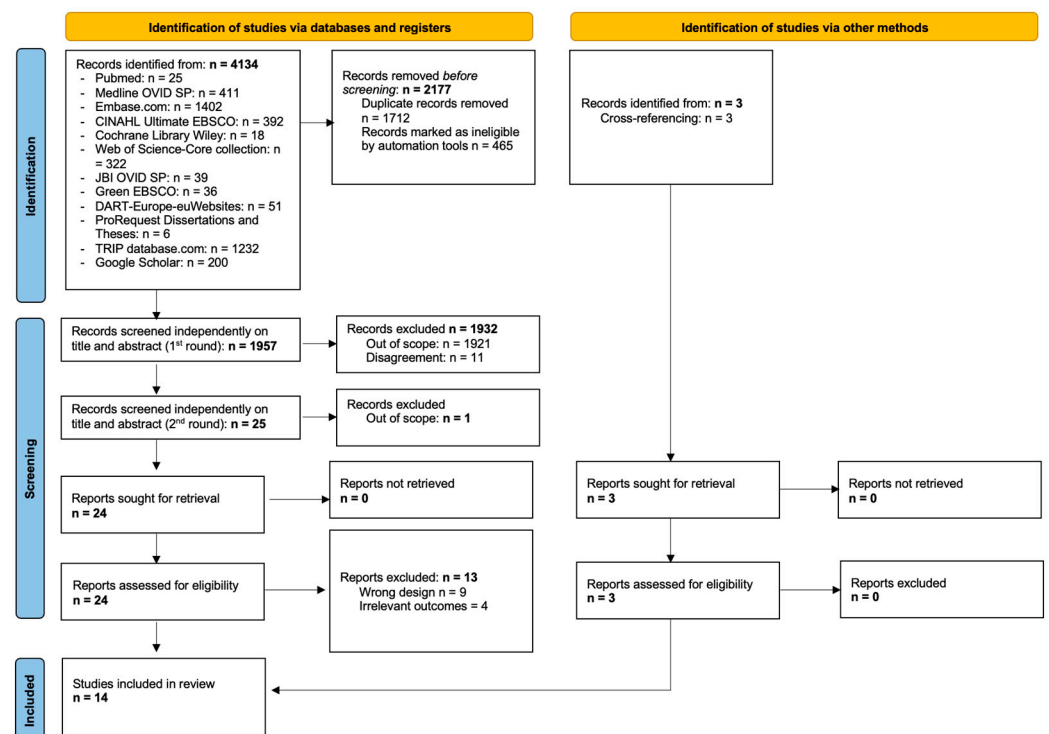 Identification of studies via databases and registers
Identification of studies via other methods
Identification
Records identified from: n = 4134
- Pubmed: n = 25
- Medline OVID SP: n = 411
- Embase.com: n = 1402
- CINAHL Ultimate EBSCO: n = 392
- Cochrane Library Wiley: n = 18
- Web of Science-Core collection: n
= 322
- JBI OVID SP: n = 39
- Green EBSCO: n = 36
- DART-Europe-euWebsites: n = 51
- ProRequest Dissertations and
Theses: n = 6
- TRIP database.com: n = 1232
- Google Scholar: n = 200
Records removed before
screening: n = 2177
Duplicate records removed
n = 1712
Records marked as ineligible
by automation tools n = 465
Records identified from: n = 3
Cross-referencing: n = 3
Screening
Records screened independently on
title and abstract (1st round): n = 1957
Records excluded n = 1932
Out of scope: n = 1921
Disagreement: n = 11
Records screened independently on
title and abstract (2nd round): n = 25
Records excluded
Out of scope: n = 1
Reports sought for retrieval
n = 24
Reports not retrieved
n = 0
Reports sought for retrieval
n = 3
Reports not retrieved
n = 0
Reports assessed for eligibility
n = 24
Reports excluded: n = 13
Wrong design n = 9
Irrelevant outcomes = 4
Reports assessed for eligibility
n = 3
Reports excluded
n = 0
Included
Studies included in review
n = 14